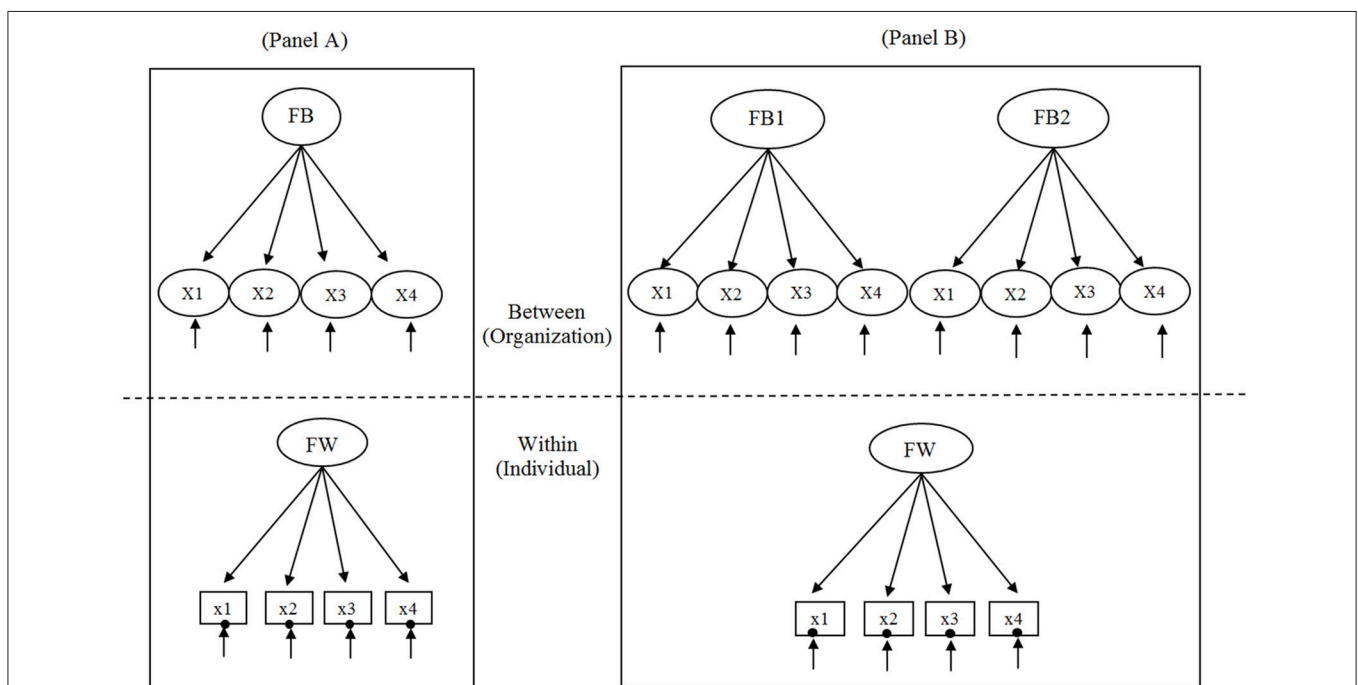 (Panel A)
(Panel B)
FB
FB1
FB2
X1
X2
X3
X4
X1
X2
X3
X4
X1
X2
X3
X4
Between
(Organization)
Within
(Individual)
FW
FW
x1
x2
x3
x4
x1
x2
x3
x4